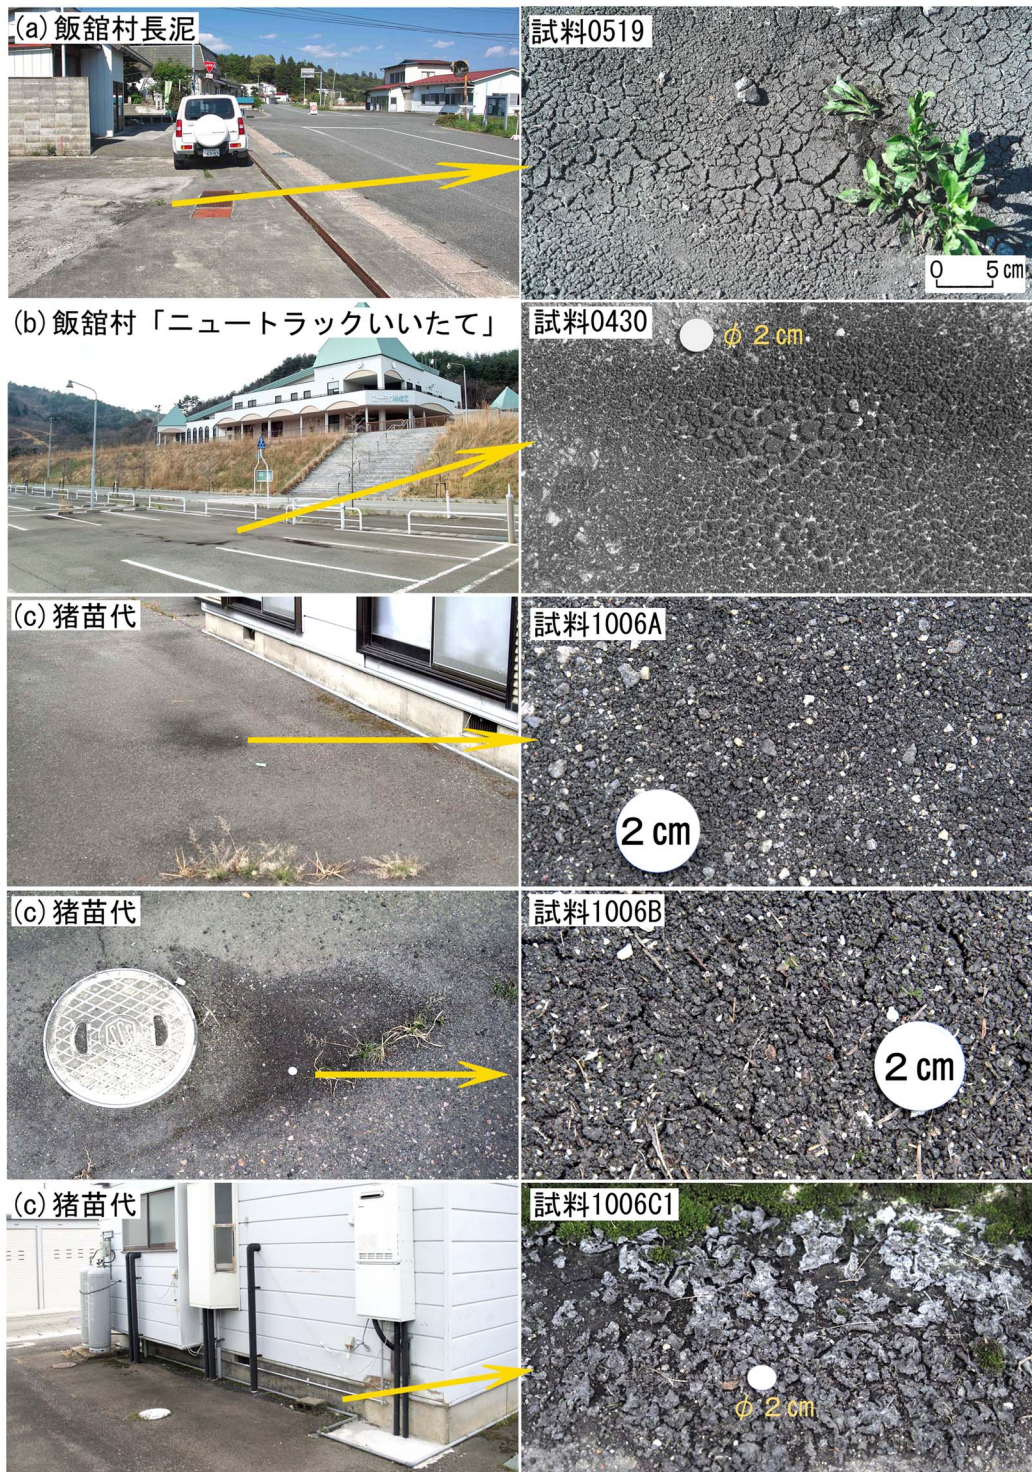 (a) 飯舘村長泥
試料0519
0 5 cm
(b) 飯舘村「ニュートラックいいたて」
試料0430
φ 2 cm
(c) 猪苗代
試料1006A
2 cm
(c) 猪苗代
試料1006B
2 cm
(c) 猪苗代
試料1006C1
φ 2 cm